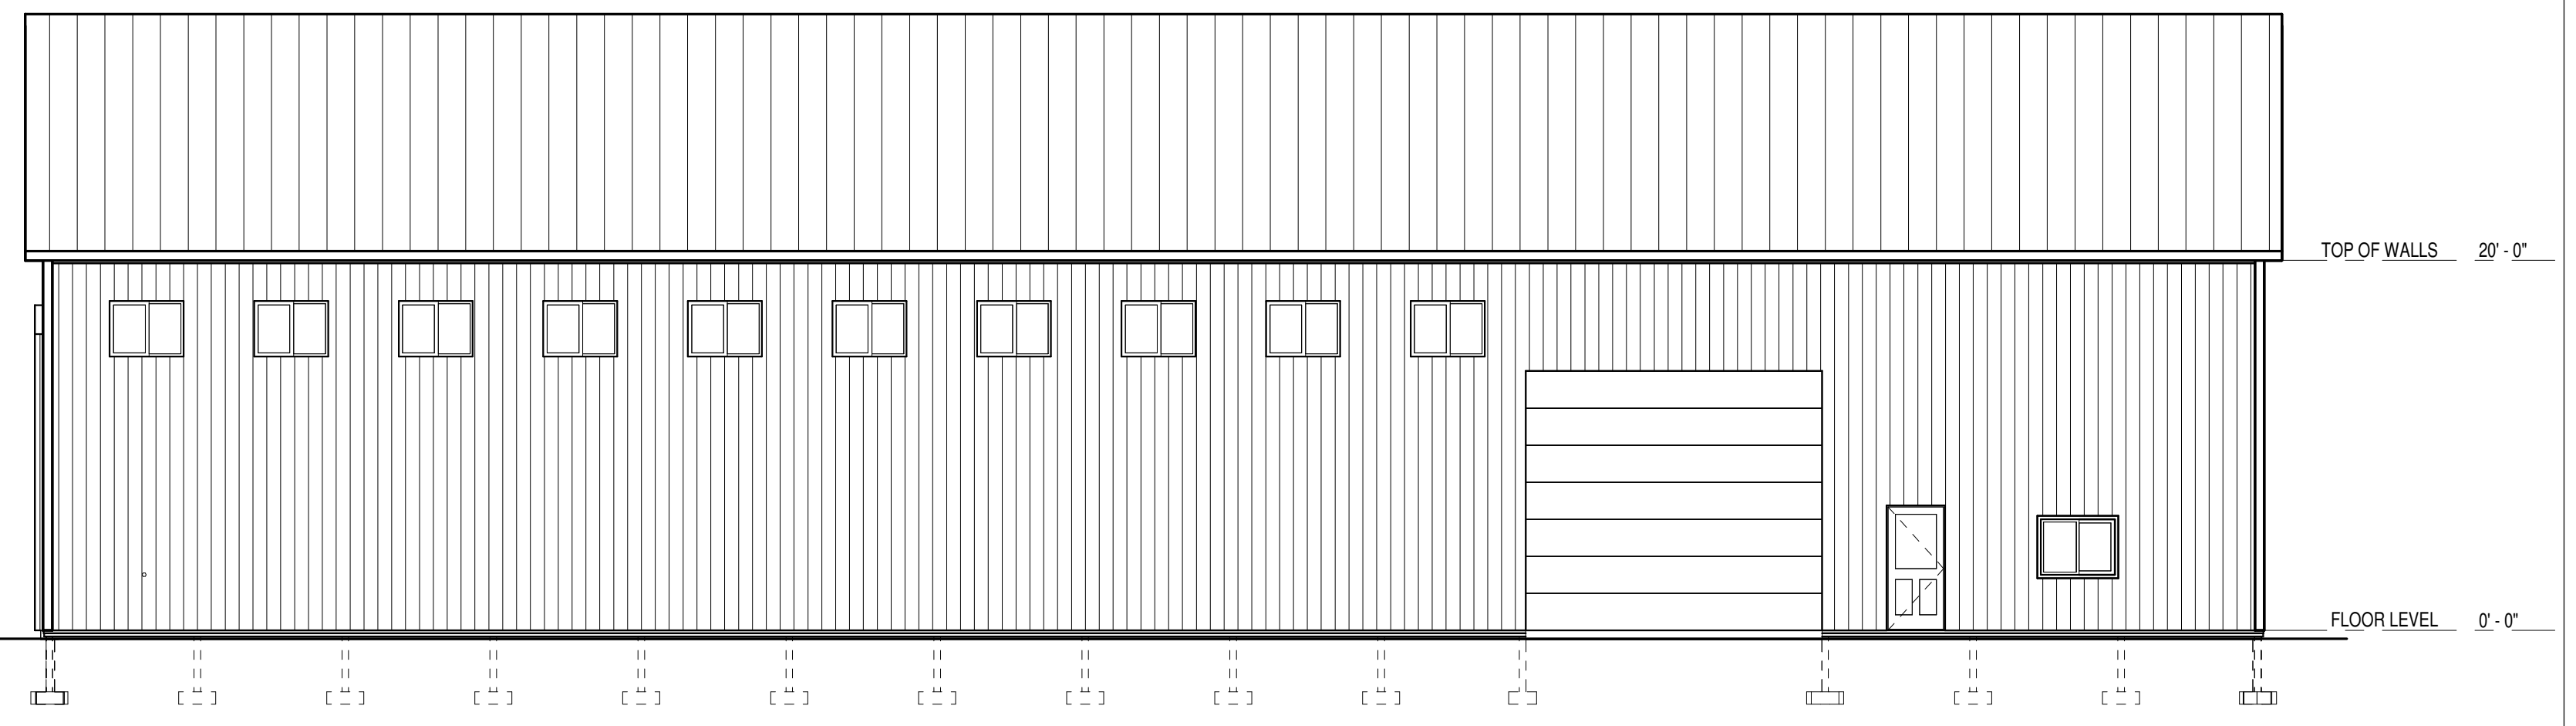 TOP OF WALLS 20' - 0"
FLOOR LEVEL 0' - 0"